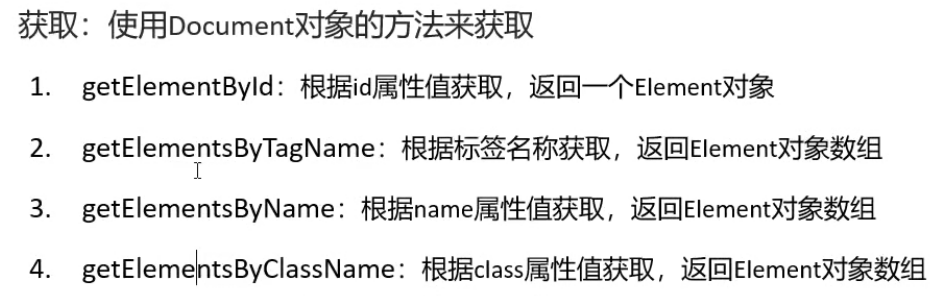 获取：使用Document对象的方法来获取
1. getElementById：根据id属性值获取，返回一个Element对象
2. getElementsByTagName：根据标签名称获取，返回Element对象数组
3. getElementsByName：根据name属性值获取，返回Element对象数组
4. getElementsByClassName：根据class属性值获取，返回Element对象数组